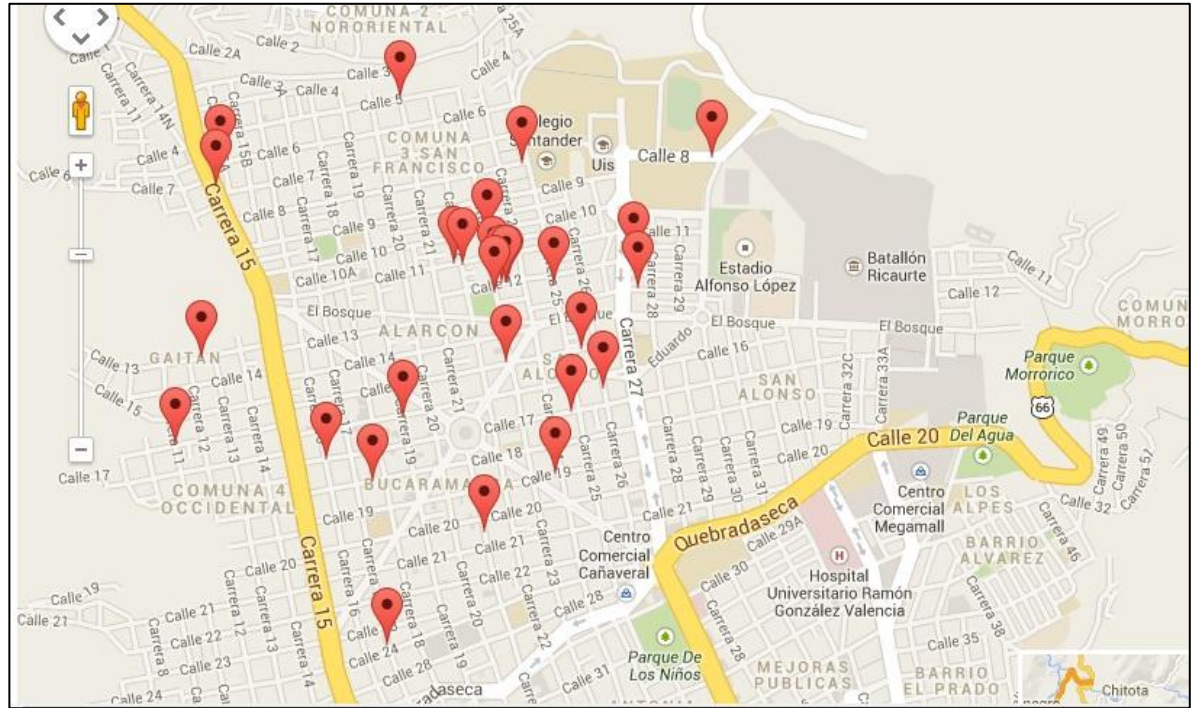 COMUNA 2
NORORIENTAL
Calle 2
Calle 2A
Calle 4
Carrera 11
Carrera 14N
Calle 3A
Calle 4
Calle 5
Calle 6
Carrera 15B
Calle 6
Calle 4
Calle 6
Calle 7
Calle 7
Calle 8
COMUNA
3 SAN
FRANCISCO
Santander
Uis
Calle 8
Calle 9
Calle 10
Calle 11
Carrera 15
Carrera 17
Carrera 18
Carrera 19
Carrera 20
Carrera 21
Calle 9
Calle 10
Calle 10A
Calle 11
Calle 12
Carrera 25
Carrera 26
Carrera 28
Carrera 29
Estadio
Alfonso López
Batallón
Ricaurte
Calle 11
Calle 12
El Bosque
El Bosque
El Bosque
ALARCON
Calle 13
Calle 14
GAITAN
Calle 13
Calle 14
Calle 15
Eduardo
Calle 16
SAN
ALONSO
Carrera 27
Carrera 32C
Carrera 33A
Parque
Morrorico
66
Parque
Del Agua
Calle 20
Calle 19
Calle 20
Carrera 12
Carrera 13
Carrera 14
Carrera 17
Carrera 19
Carrera 20
Carrera 21
Calle 17
Calle 18
Calle 19
Calle 17
COMUNA 4
OCCIDENTAL
Calle 19
Calle 20
Calle 20
Calle 21
Calle 22
Carrera 25
Carrera 26
Carrera 28
Carrera 29
Carrera 30
Carrera 31
Calle 21
Quebradaseca
Calle 29A
Calle 30
Centro
Comercial
Megamall
LOS
ALPES
Carrera 49
Carrera 50
Carrera 51
Calle 32
BARRIO
ALVAREZ
Carrera 46
Centro
Comercial
Cañaveral
Hospital
Universitario Ramón
González Valencia
Calle 20
Calle 19
Calle 21
Calle 21
Calle 22
Calle 23
Calle 24
Carrera 8
Carrera 12
Carrera 13
Carrera 15
Carrera 16
Carrera 18
Carrera 19
Carrera 20
Carrera 22
Carrera 23
Calle 24
Calle 28
Calle 28
Calle 31
Parque De
Los Niños
Carrera 28
MEJORAS
PUBLICAS
Carrera 38
Calle 35
BARRIO
EL PRADO
Chitota